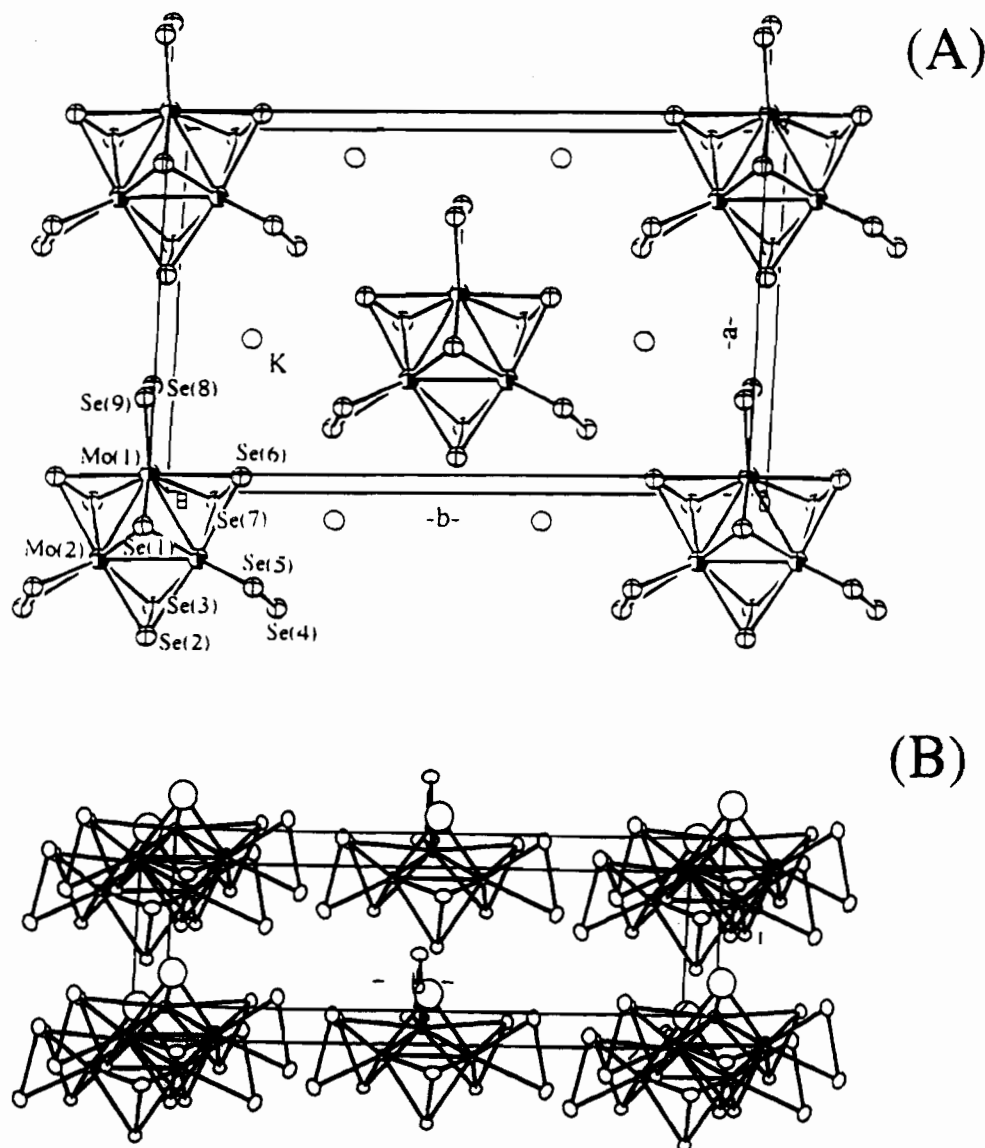 (A)
-a-
K
Se(8)
Se(9)
Mo(1)
Se(6)
-b-
Se(7)
Mo(2)
Se(1)
Se(5)
Se(3)
Se(4)
Se(2)
(B)